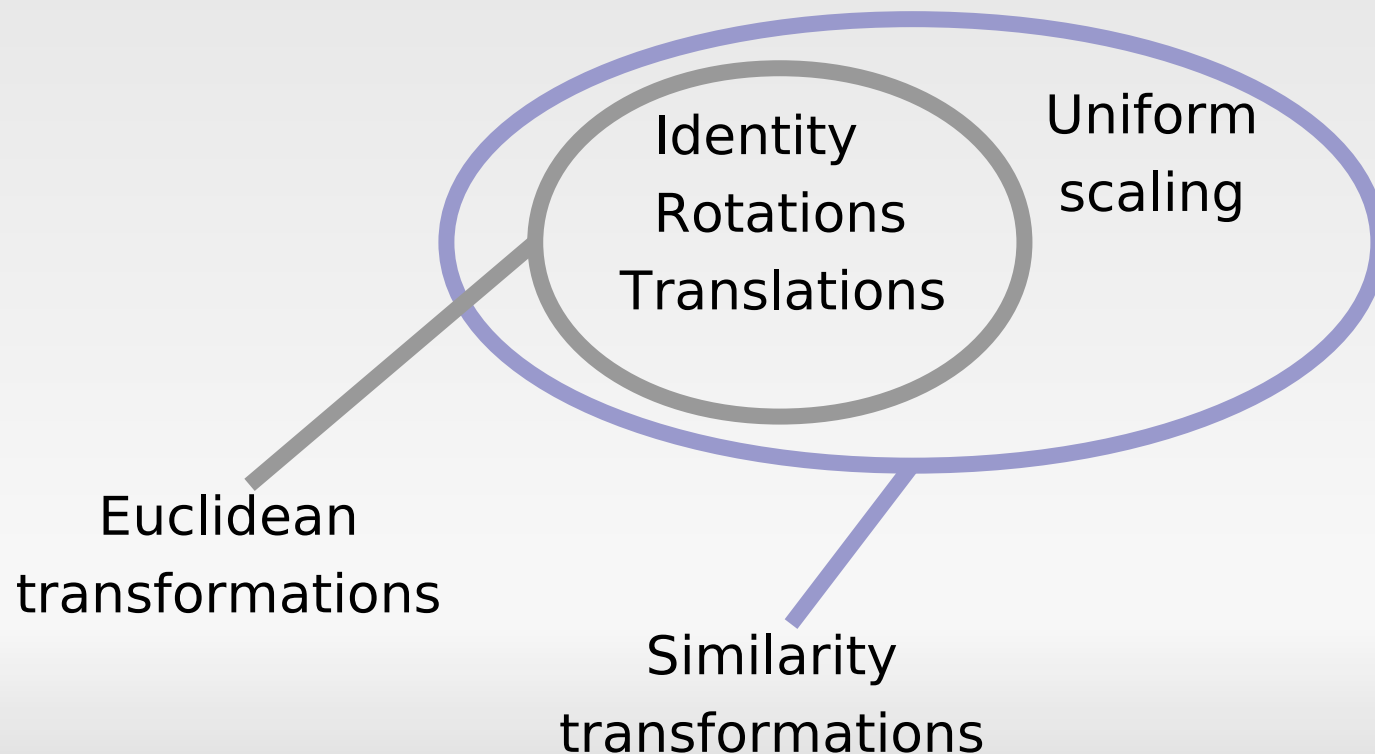 Identity
Rotations
Translations
Uniform
scaling
Euclidean
transformations
Similarity
transformations